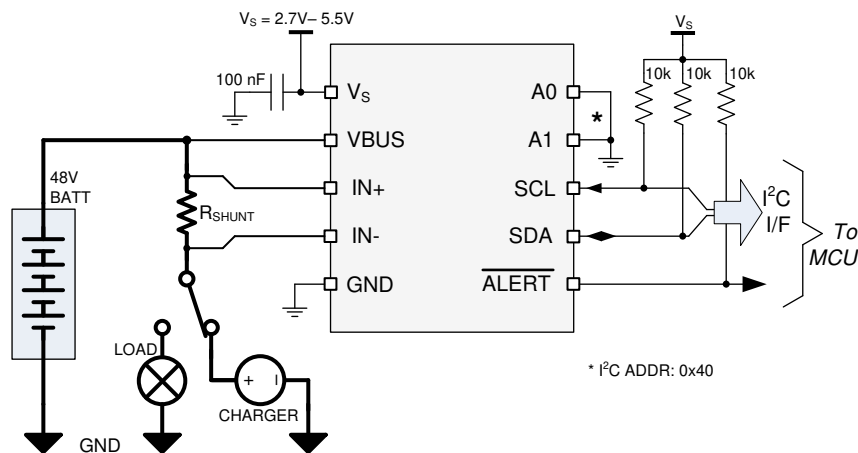 V_S = 2.7V– 5.5V
V_S
100 nF
10k 10k 10k
V_S
A0
*
VBUS
A1
48V
BATT
IN+
SCL
R_SHUNT
I²C
I/F
IN-
SDA
To
MCU
GND
ALERT
LOAD
* I²C ADDR: 0x40
+ I
CHARGER
GND